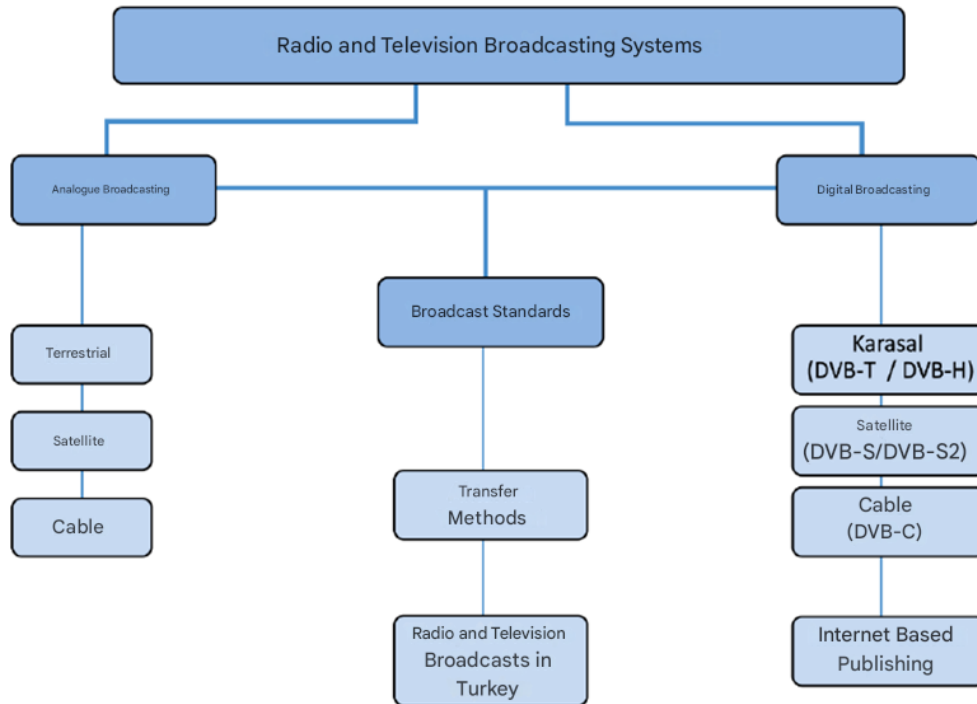 Radio and Television Broadcasting Systems
Analogue Broadcasting
Digital Broadcasting
Broadcast Standards
Terrestrial
Satellite
Cable
Transfer
Methods
Radio and Television
Broadcasts in
Turkey
Karasal
(DVB-T / DVB-H)
Satellite
(DVB-S/DVB-S2)
Cable
(DVB-C)
Internet Based
Publishing